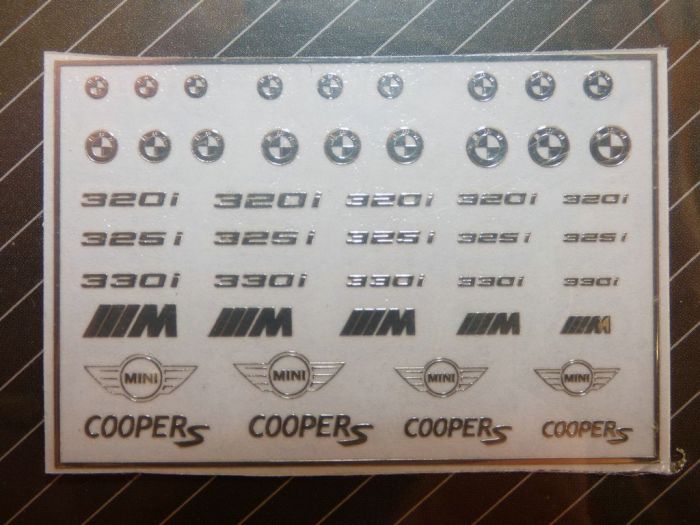 320i 320i 320i 320i 320i
325i 325i 325i 325i 325i
330i 330i 330i 330i 330i
M M M M M
MINI MINI MINI MINI
COOPER S COOPER S COOPER S COOPER S